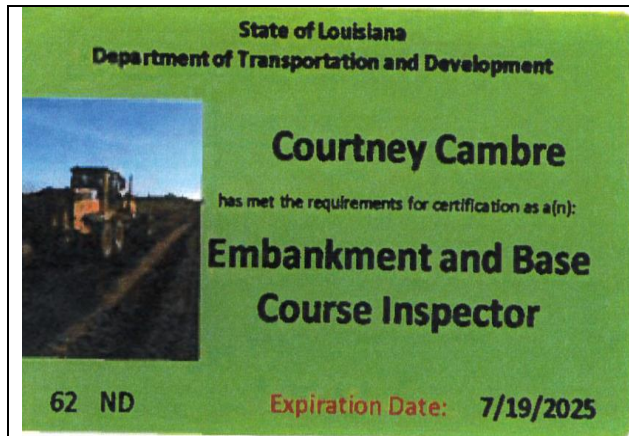 State of Louisiana
Department of Transportation and Development
Courtney Cambre
has met the requirements for certification as a(n):
Embankment and Base
Course Inspector
62 ND
Expiration Date: 7/19/2025